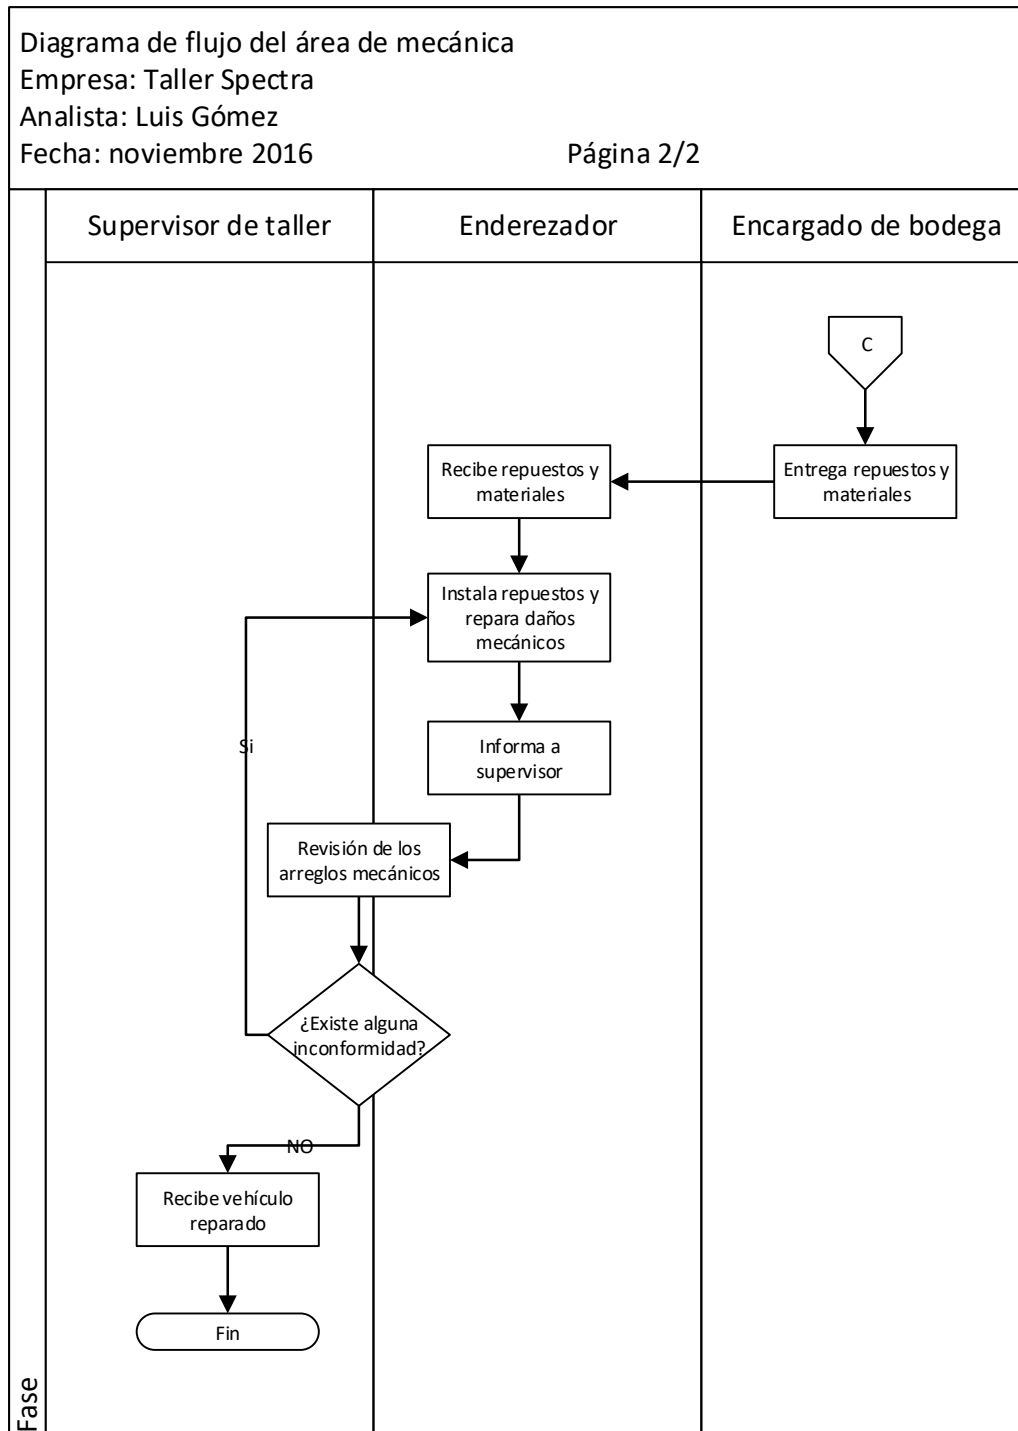 Diagrama de flujo del área de mecánica
Empresa: Taller Spectra
Analista: Luis Gómez
Fecha: noviembre 2016 Página 2/2
Supervisor de taller
Enderezador
Encargado de bodega
C
Entrega repuestos y
materiales
Recibe repuestos y
materiales
Instala repuestos y
repara daños
mecánicos
Si
Informa a
supervisor
Revisión de los
arreglos mecánicos
¿Existe alguna
inconformidad?
NO
Recibe vehículo
reparado
Fin
Fase